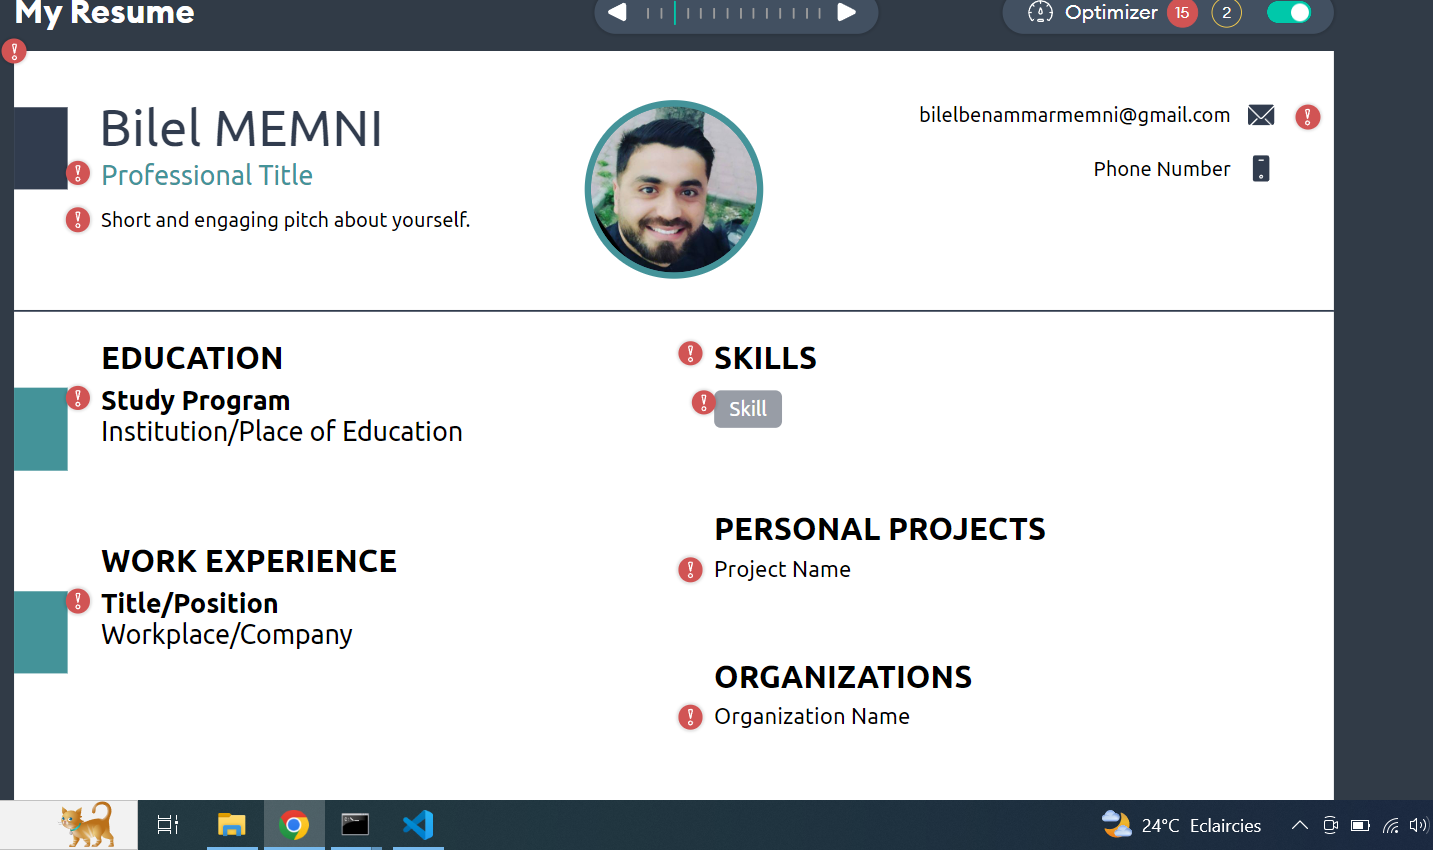 My Resume
Optimizer 15 2
Bilel MEMNI
Professional Title
Short and engaging pitch about yourself.
bilelbenammarmemni@gmail.com
Phone Number
EDUCATION
Study Program
Institution/Place of Education
WORK EXPERIENCE
Title/Position
Workplace/Company
SKILLS
Skill
PERSONAL PROJECTS
Project Name
ORGANIZATIONS
Organization Name
24°C Eclaircies